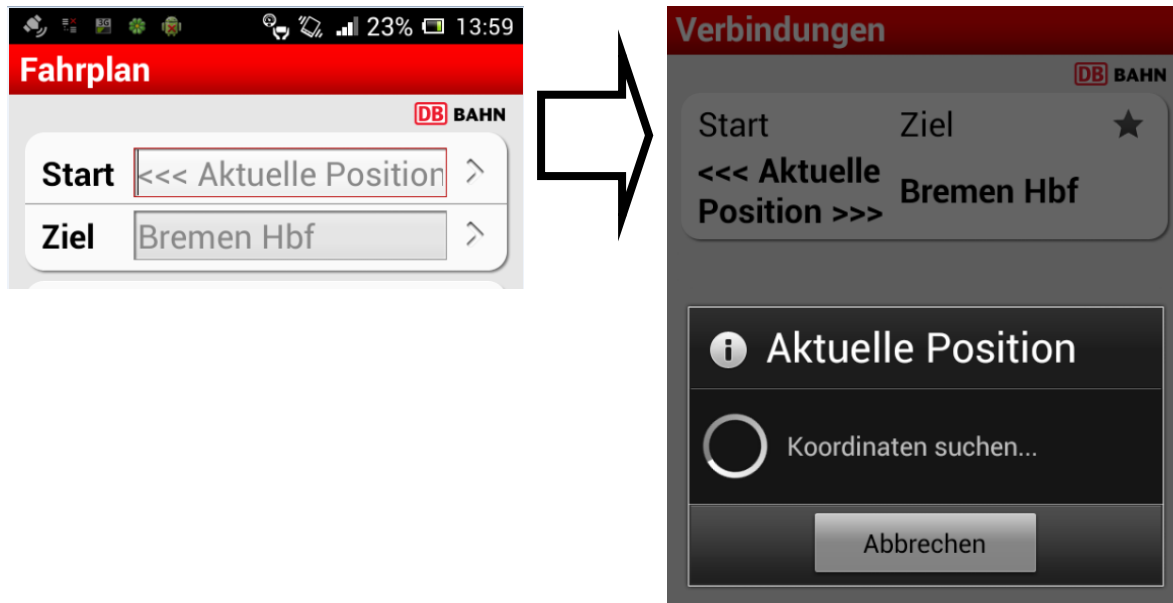 3G 23% 13:59
Fahrplan
DB BAHN
Start <<< Aktuelle Position
Ziel Bremen Hbf
Verbindungen
DB BAHN
Start Ziel
<<< Aktuelle
Position >>>
Bremen Hbf
Aktuelle Position
Koordinaten suchen...
Abbrechen